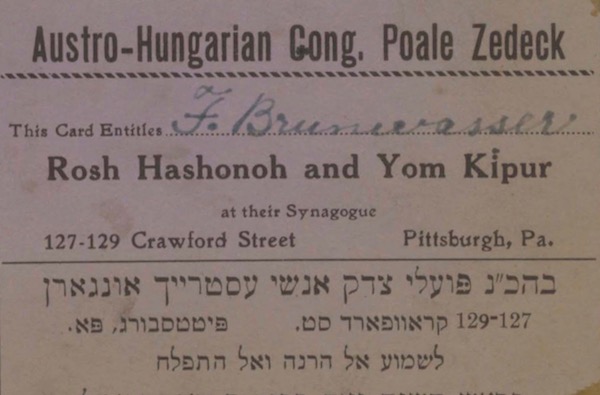 Austro-Hungarian Cong. Poale Zedeck
This Card Entitles F. Brunwasser
Rosh Hashonoh and Yom Kipur
at their Synagogue
127-129 Crawford Street Pittsburgh, Pa.
בהכ"נ פועלי צדק אנשי עסטרייך אונגארן
129-127 קראוופארד סט. פיטטסבורג, פא.
לשמוע אל הרנה ואל התפלה